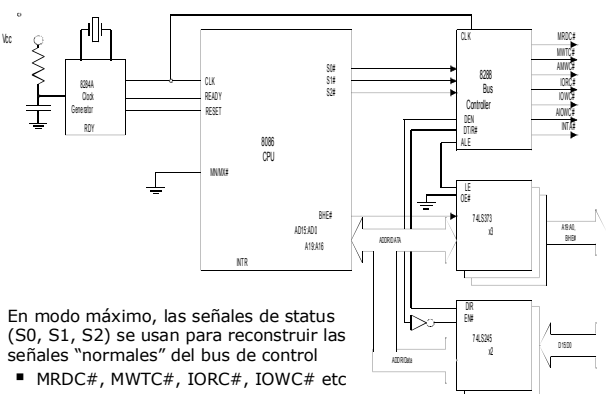 Vcc
8284A
Clock
Generator
RDY
CLK
READY
RESET
MN/MX#
8086
CPU
INTR
S0#
S1#
S2#
BHE#
AD15:AD0
A19:A16
CLK
8288
Bus
Controller
DEN
DT/R#
ALE
MRDC#
MWTC#
AMWC#
IORC#
IOWC#
AIOWC#
INTA#
LE
OE#
74LS373
x3
ADDR/DATA
A19:A0,
BHE#
DIR
EN#
74LS245
x2
ADDR/Data
D15:D0
En modo máximo, las señales de status
(S0, S1, S2) se usan para reconstruir las
señales “normales” del bus de control
▪ MRDC#, MWTC#, IORC#, IOWC# etc